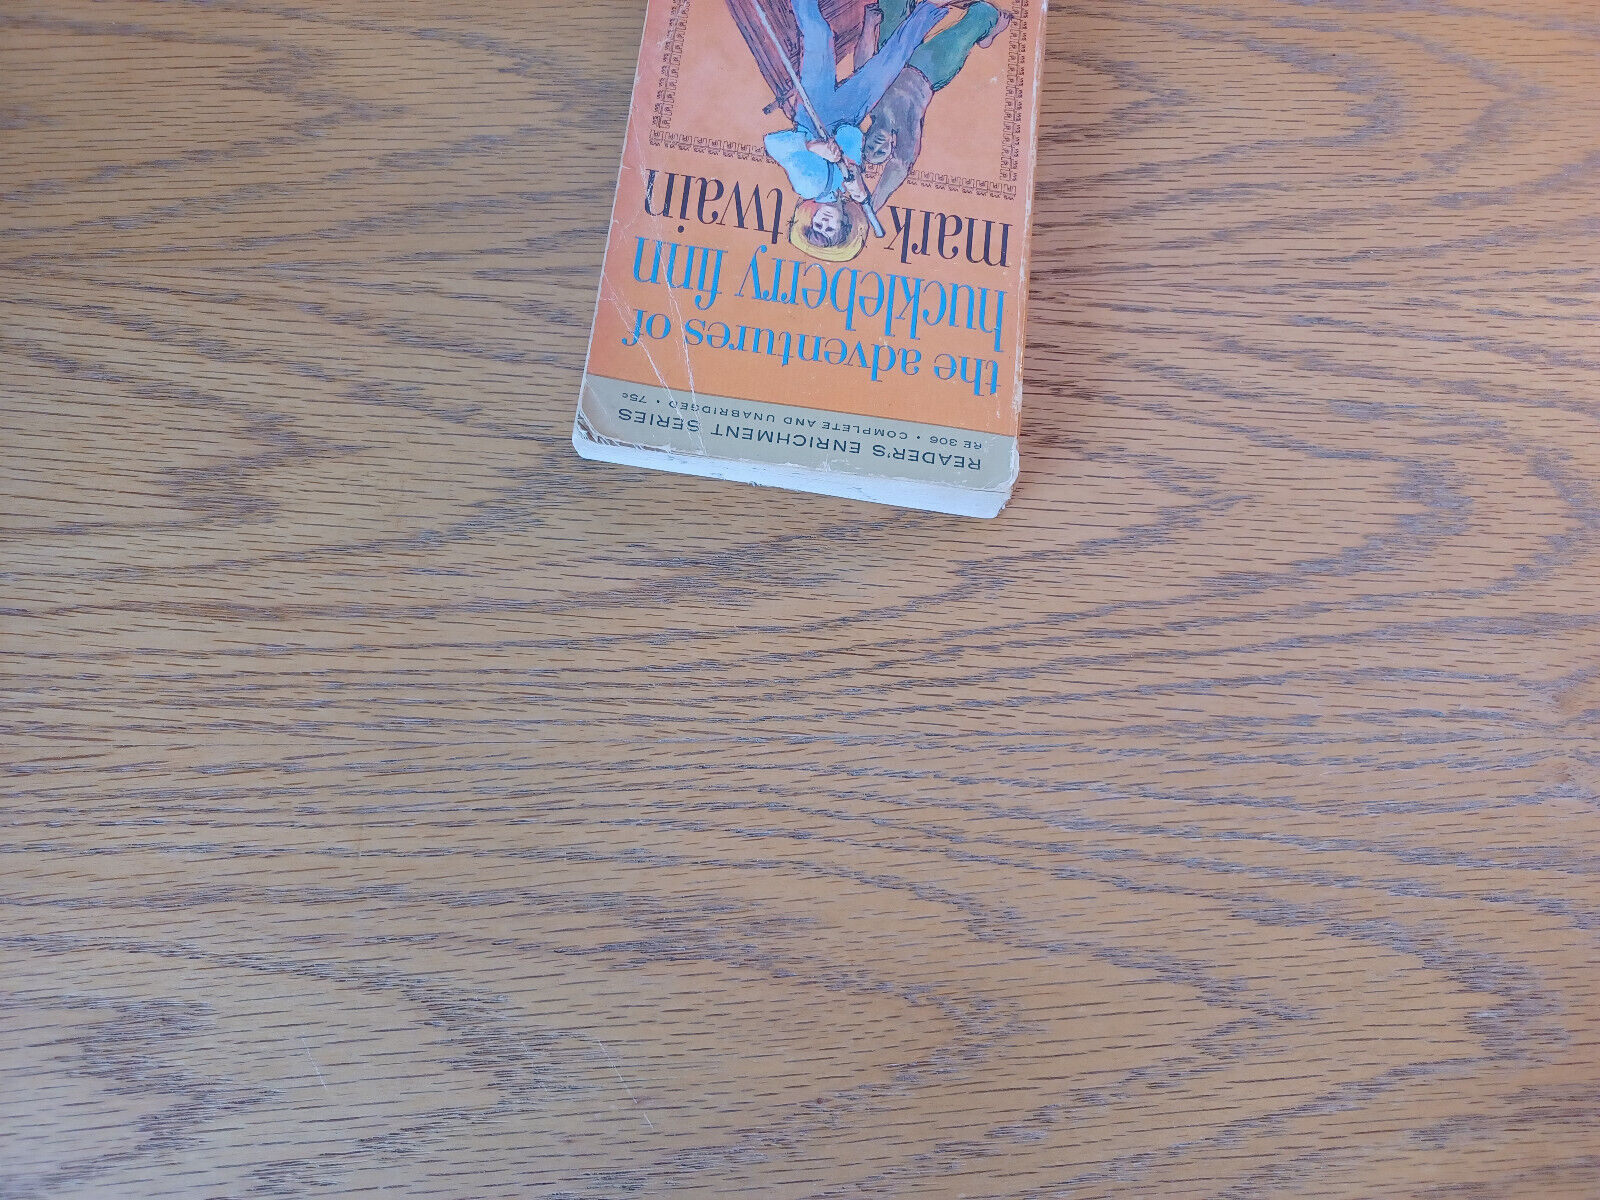 READER'S ENRICHMENT SERIES
RE 306 • COMPLETE AND UNABRIDGED • 75¢
the adventures of
huckleberry finn
mark twain